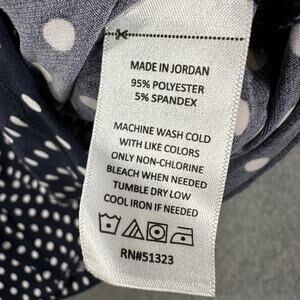 MADE IN JORDAN
95% POLYESTER
5% SPANDEX
MACHINE WASH COLD
WITH LIKE COLORS
ONLY NON-CHLORINE
BLEACH WHEN NEEDED
TUMBLE DRY LOW
COOL IRON IF NEEDED
RN#51323